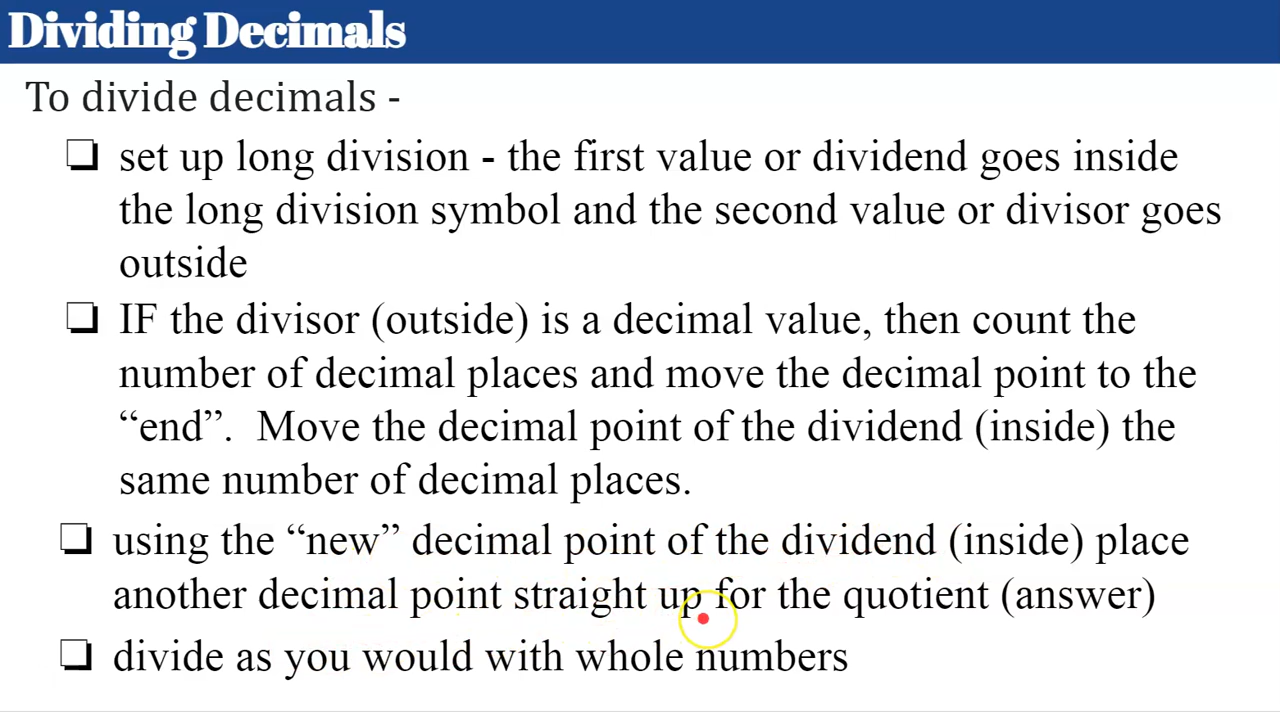 Dividing Decimals
To divide decimals -
❏ set up long division - the first value or dividend goes inside
the long division symbol and the second value or divisor goes
outside
❏ IF the divisor (outside) is a decimal value, then count the
number of decimal places and move the decimal point to the
“end”.  Move the decimal point of the dividend (inside) the
same number of decimal places.
❏ using the “new” decimal point of the dividend (inside) place
another decimal point straight up for the quotient (answer)
❏ divide as you would with whole numbers